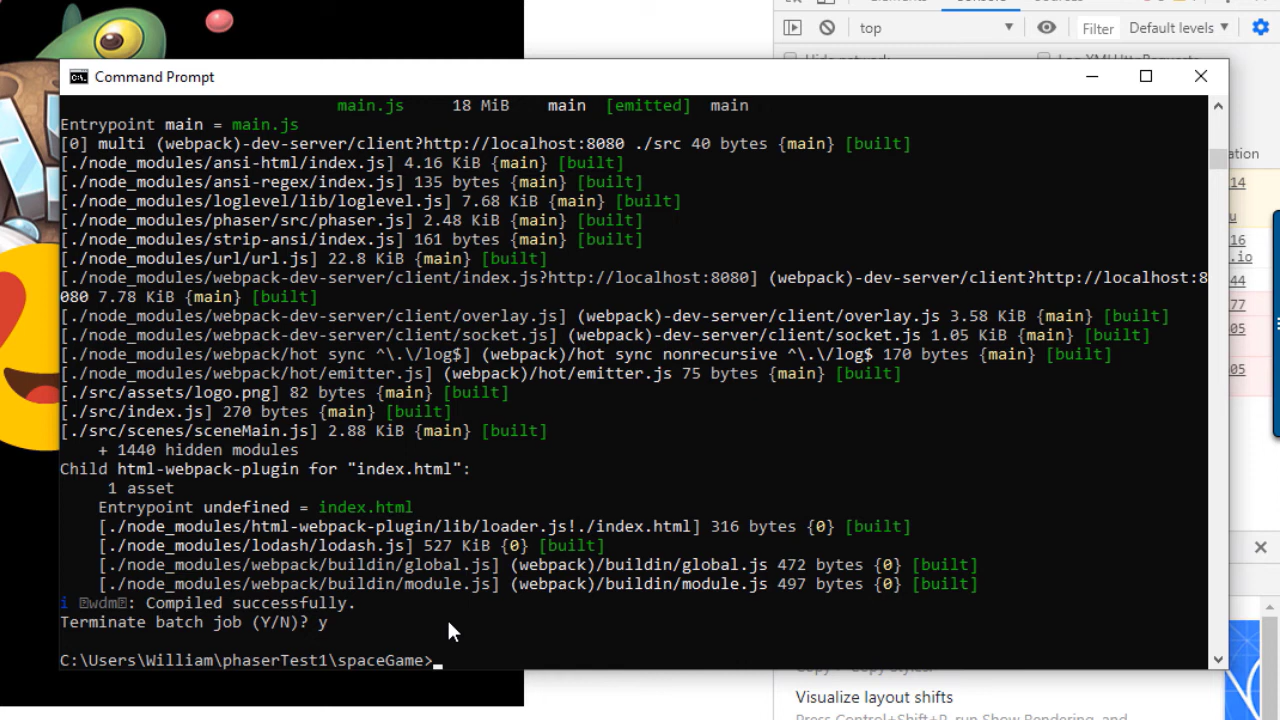 top
Filter
Default levels
Command Prompt
main.js 18 MiB main [emitted] main
Entrypoint main = main.js
[0] multi (webpack)-dev-server/client?http://localhost:8080 ./src 40 bytes {main} [built]
[./node_modules/ansi-html/index.js] 4.16 KiB {main} [built]
[./node_modules/ansi-regex/index.js] 135 bytes {main} [built]
[./node_modules/loglevel/lib/loglevel.js] 7.68 KiB {main} [built]
[./node_modules/phaser/src/phaser.js] 2.48 KiB {main} [built]
[./node_modules/strip-ansi/index.js] 161 bytes {main} [built]
[./node_modules/url/url.js] 22.8 KiB {main} [built]
[./node_modules/webpack-dev-server/client/index.js?http://localhost:8080] (webpack)-dev-server/client?http://localhost:8
080 7.78 KiB {main} [built]
[./node_modules/webpack-dev-server/client/overlay.js] (webpack)-dev-server/client/overlay.js 3.58 KiB {main} [built]
[./node_modules/webpack-dev-server/client/socket.js] (webpack)-dev-server/client/socket.js 1.05 KiB {main} [built]
[./node_modules/webpack/hot sync ^\.\/log$] (webpack)/hot sync nonrecursive ^\.\/log$ 170 bytes {main} [built]
[./node_modules/webpack/hot/emitter.js] (webpack)/hot/emitter.js 75 bytes {main} [built]
[./src/assets/logo.png] 82 bytes {main} [built]
[./src/index.js] 270 bytes {main} [built]
[./src/scenes/sceneMain.js] 2.88 KiB {main} [built]
+ 1440 hidden modules
Child html-webpack-plugin for "index.html":
1 asset
Entrypoint undefined = index.html
[./node_modules/html-webpack-plugin/lib/loader.js!./index.html] 316 bytes {0} [built]
[./node_modules/lodash/lodash.js] 527 KiB {0} [built]
[./node_modules/webpack/buildin/global.js] (webpack)/buildin/global.js 472 bytes {0} [built]
[./node_modules/webpack/buildin/module.js] (webpack)/buildin/module.js 497 bytes {0} [built]
i wdm: Compiled successfully.
Terminate batch job (Y/N)? y
C:\Users\William\phaserTest1\spaceGame>
ation
14
u
16
.io
44
77
05
05
Visualize layout shifts